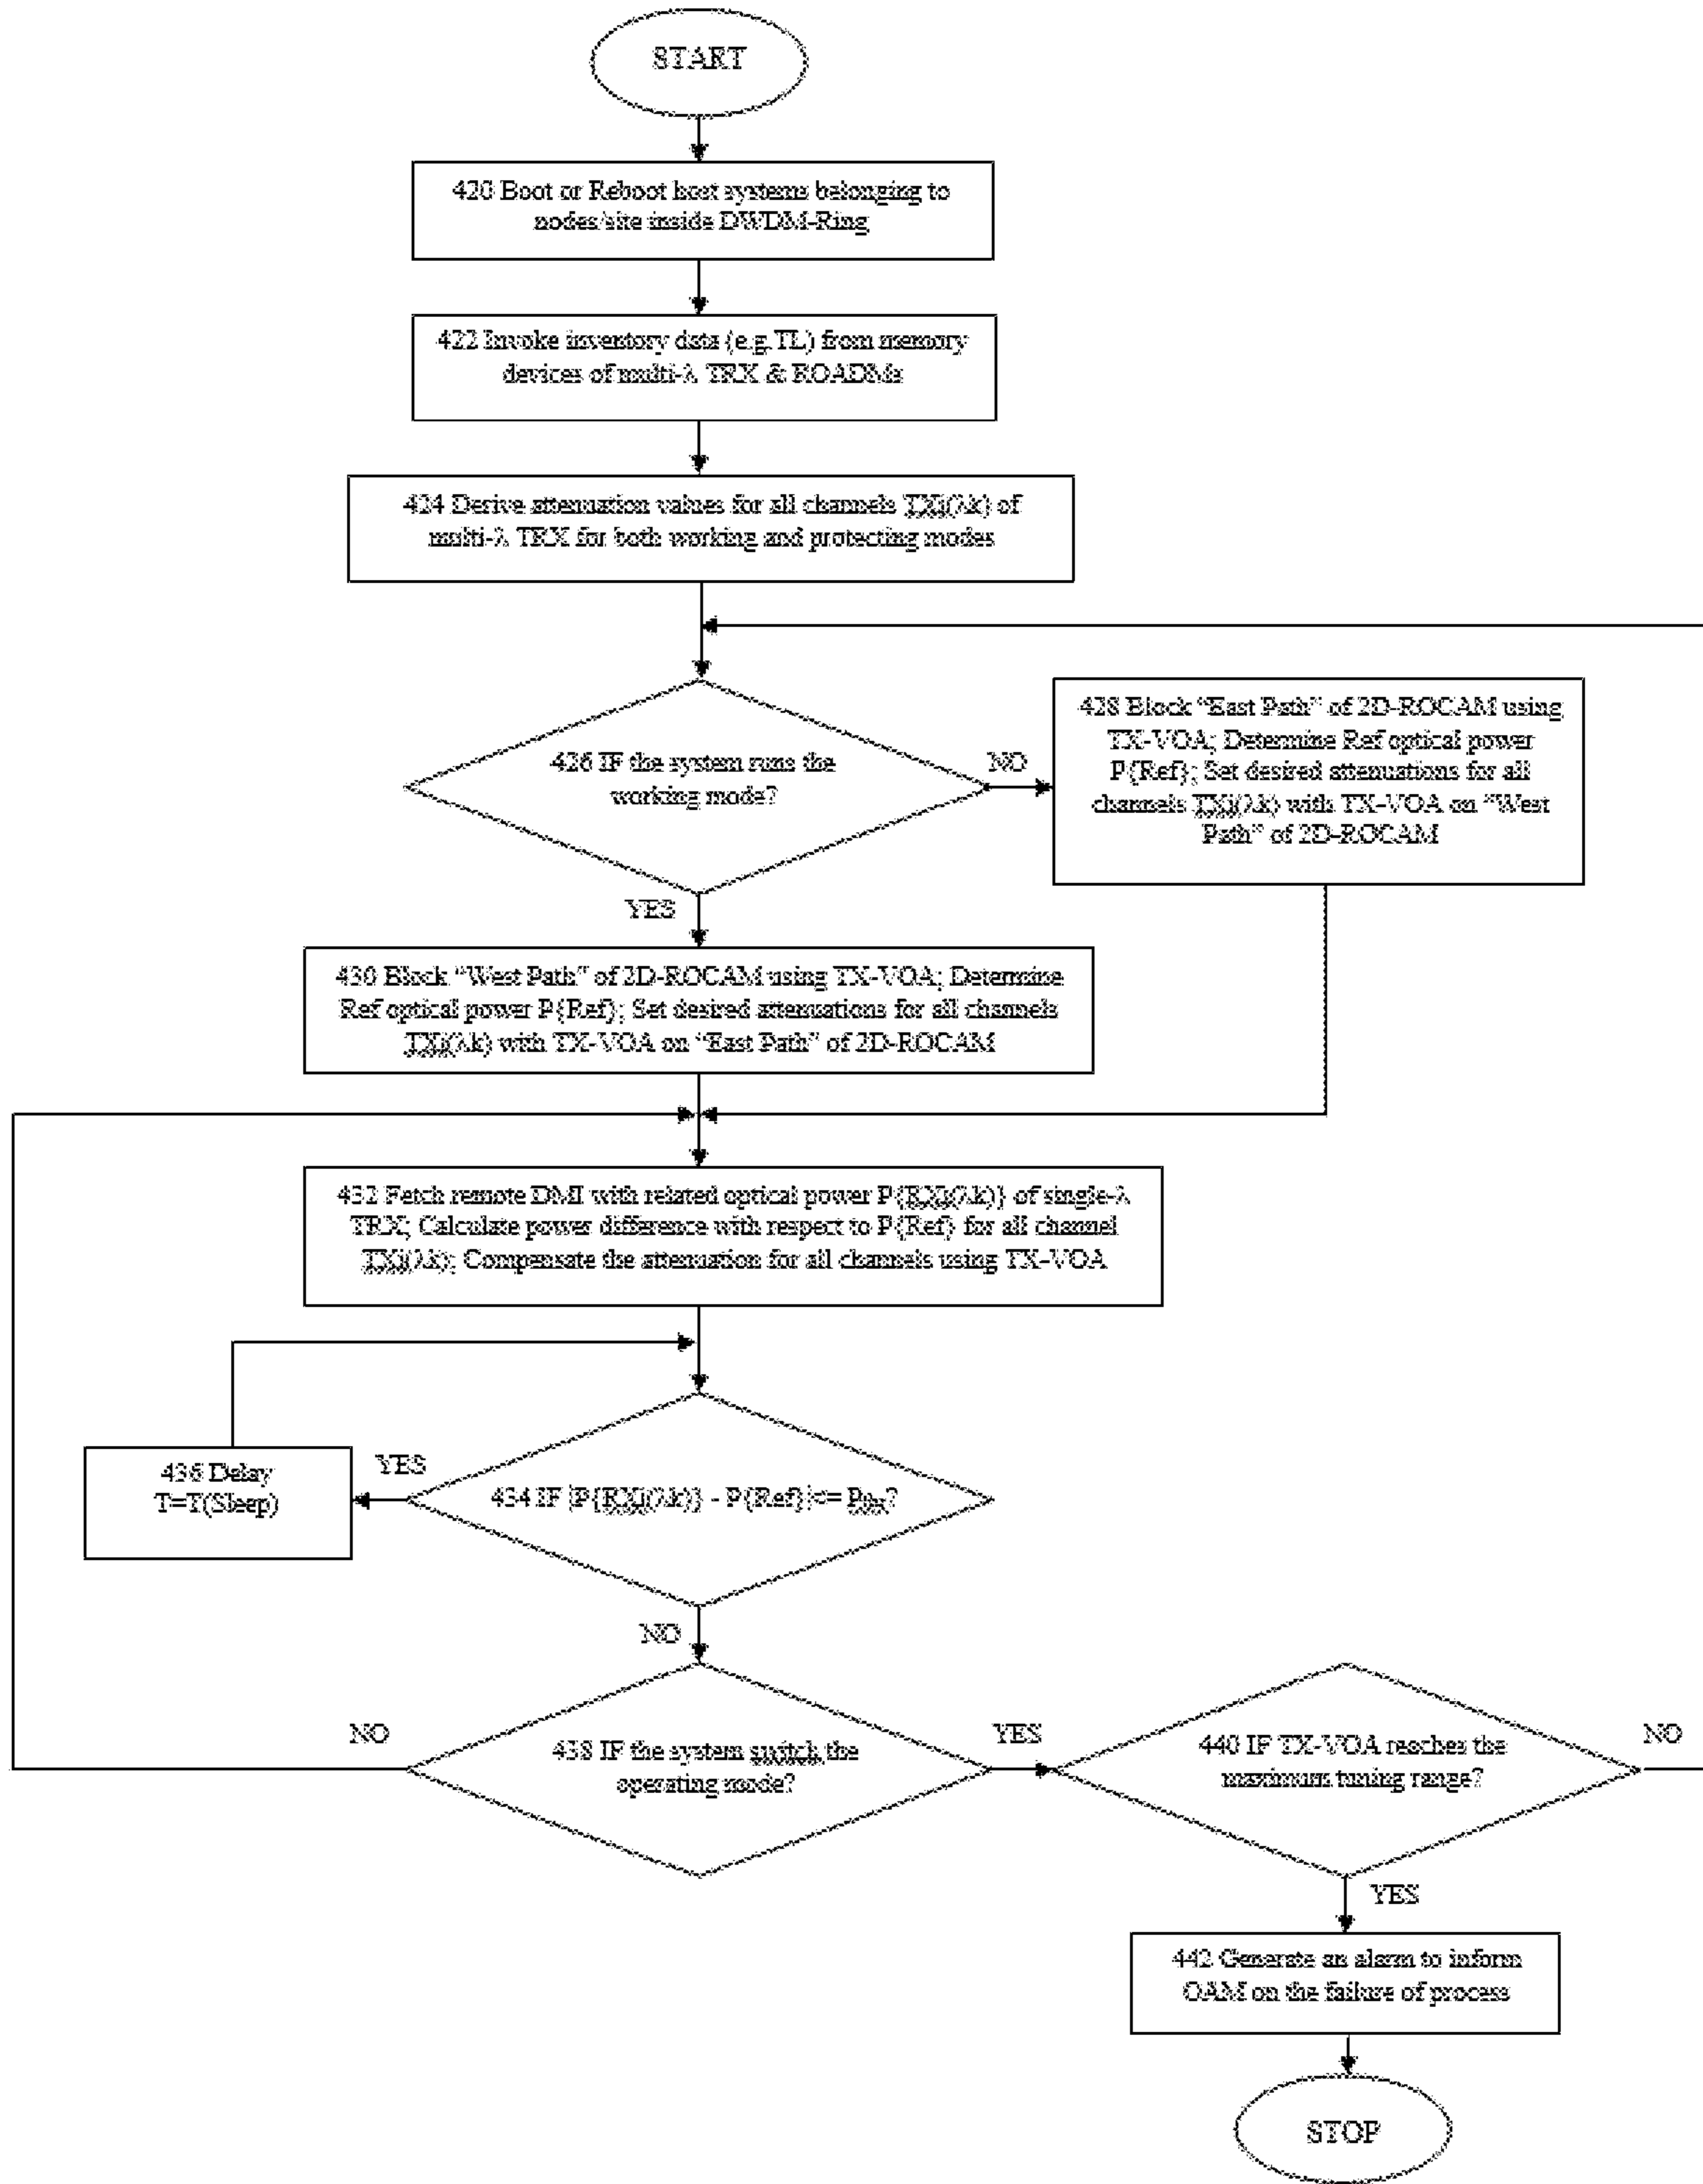 START
420 Boot or Reboot host systems belonging to
nodes/site inside DWDM-Ring
422 Invoke inventory data (e.g.TL) from memory
devices of multi-λ TRX & ROADMs
424 Derive attenuation values for all channels TXi(λk) of
multi-λ TRX for both working and protecting modes
426 IF the system runs the
working mode?
NO
428 Block “East Path” of 2D-ROCAM using
TX-VOA; Determine Ref optical power
P{Ref}; Set desired attenuations for all
channels TXi(λk) with TX-VOA on “West
Path” of 2D-ROCAM
YES
430 Block “West Path” of 2D-ROCAM using TX-VOA; Determine
Ref optical power P{Ref}; Set desired attenuations for all channels
TXi(λk) with TX-VOA on “East Path” of 2D-ROCAM
432 Fetch remote DMI with related optical power P{RXj(λk)} of single-λ
TRX; Calculate power difference with respect to P{Ref} for all channel
TXi(λk); Compensate the attenuation for all channels using TX-VOA
436 Delay
T=T(Sleep)
YES
434 IF |P{RXj(λk)} - P{Ref}|<= ?
NO
NO
438 IF the system switch the
operating mode?
YES
440 IF TX-VOA reaches the
maximum tuning range?
NO
YES
442 Generate an alarm to inform
OAM on the failure of process
STOP